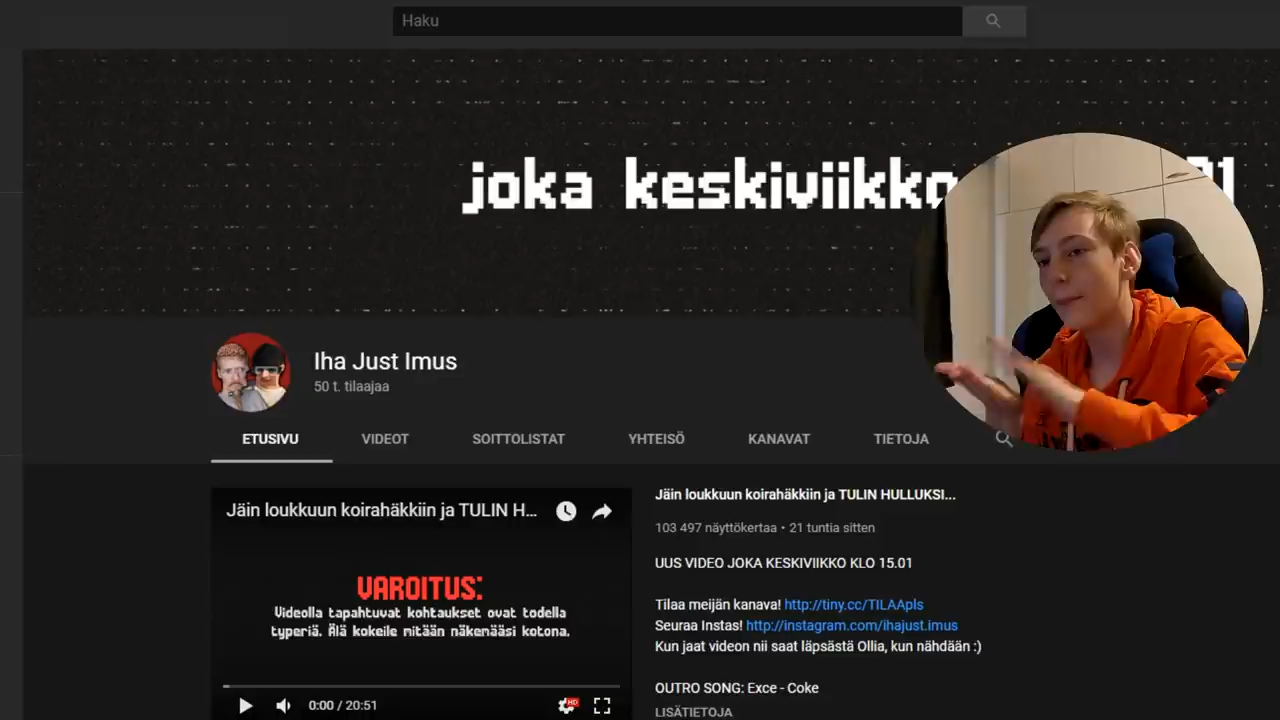 Haku
joka keskiviikko
Iha Just Imus
50 t. tilaajaa
ETUSIVU VIDEOT SOITTOLISTAT YHTEISÖ KANAVAT TIETOJA
Jäin loukkuun koirahäkkiin ja TULIN H...
VAROITUS:
Videolla tapahtuvat kohtaukset ovat todella
typeriä. Älä kokeile mitään näkemääsi kotona.
0:00 / 20:51
HD
Jäin loukkuun koirahäkkiin ja TULIN HULLUKSI...
103 497 näyttökertaa • 21 tuntia sitten
UUS VIDEO JOKA KESKIVIIKKO KLO 15.01
Tilaa meijän kanava! http://tiny.cc/TILAApls
Seuraa Instas! http://instagram.com/ihajust.imus
Kun jaat videon nii saat läpsästä Ollia, kun nähdään :)
OUTRO SONG: Exce - Coke
LISÄTIETOJA